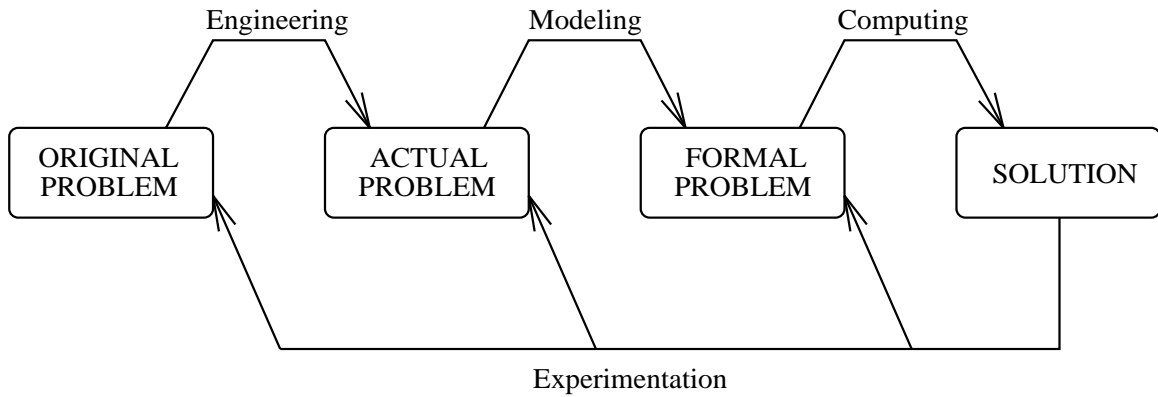 Engineering
Modeling
Computing
ORIGINAL
PROBLEM
ACTUAL
PROBLEM
FORMAL
PROBLEM
SOLUTION
Experimentation